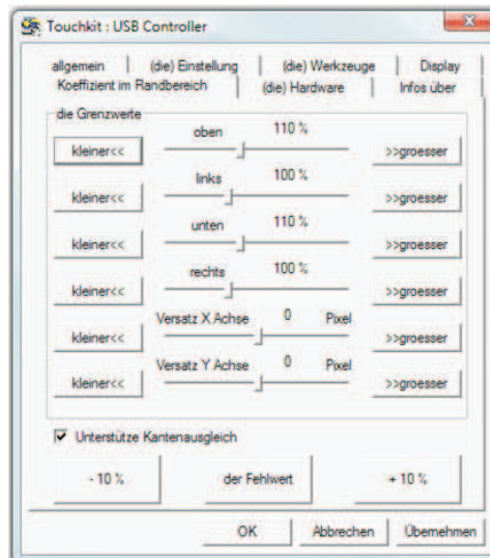 Touchkit : USB Controller
allgemein (die) Einstellung (die) Werkzeuge Display
Koeffizient im Randbereich (die) Hardware Infos über
die Grenzwerte
oben 110 %
kleiner<< >>groesser
links 100 %
kleiner<< >>groesser
unten 110 %
kleiner<< >>groesser
rechts 100 %
kleiner<< >>groesser
Versatz X Achse 0 Pixel
kleiner<< >>groesser
Versatz Y Achse 0 Pixel
kleiner<< >>groesser
Unterstütze Kantenausgleich
- 10 % der Fehlwert + 10 %
OK Abbrechen Übernehmen